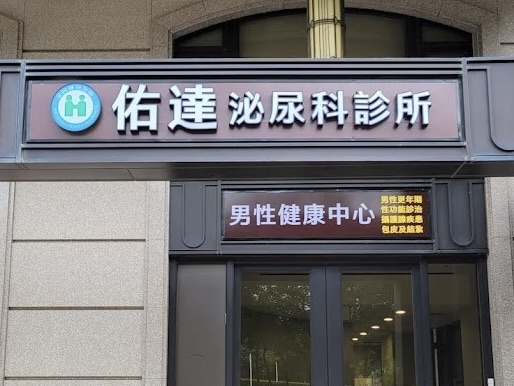 佑達泌尿科診所
男性健康中心
男性更年期
性功能診治
攝護腺疾患
包皮及結紮